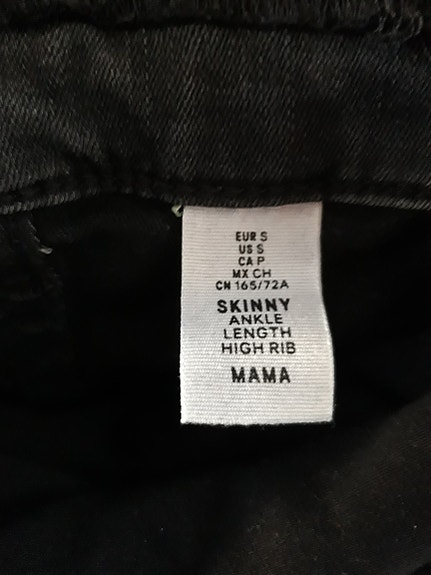 EUR S
US S
CA P
MX CH
CN 165/72A
SKINNY
ANKLE
LENGTH
HIGH RIB
MAMA